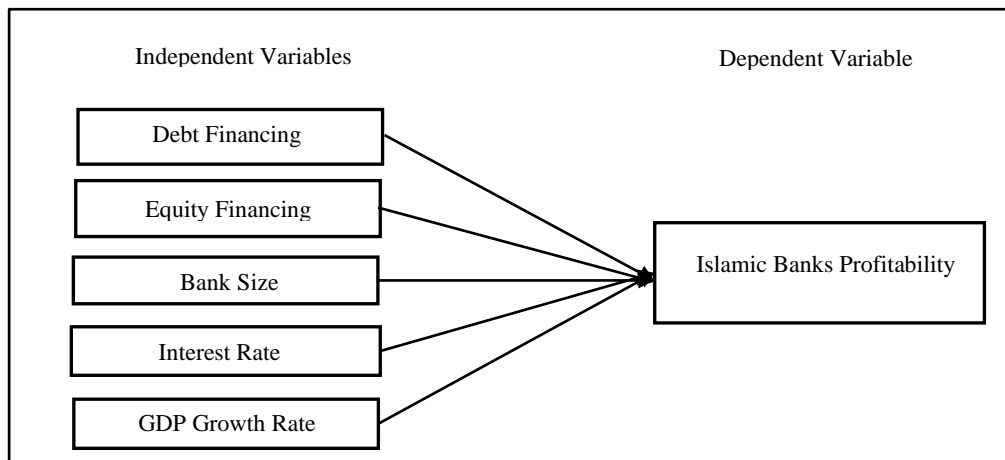 Independent Variables
Dependent Variable
Debt Financing
Equity Financing
Bank Size
Interest Rate
GDP Growth Rate
Islamic Banks Profitability